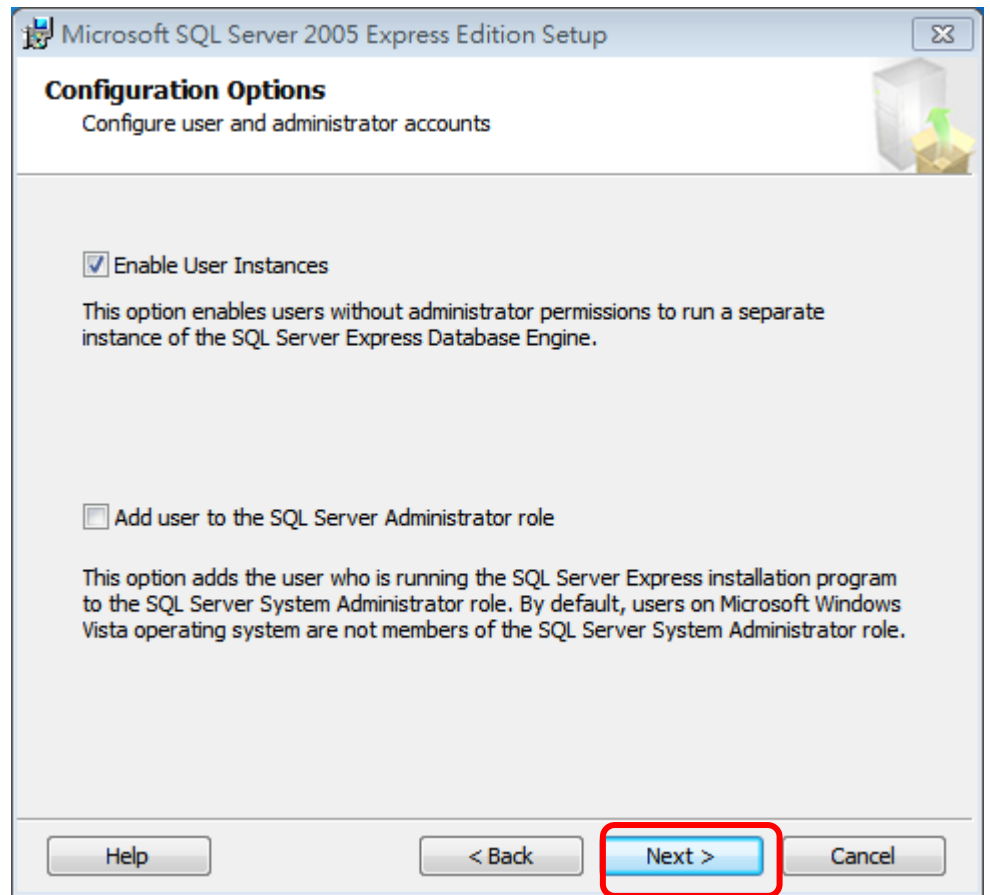 Microsoft SQL Server 2005 Express Edition Setup
Configuration Options
Configure user and administrator accounts
Enable User Instances
This option enables users without administrator permissions to run a separate
instance of the SQL Server Express Database Engine.
Add user to the SQL Server Administrator role
This option adds the user who is running the SQL Server Express installation program
to the SQL Server System Administrator role. By default, users on Microsoft Windows
Vista operating system are not members of the SQL Server System Administrator role.
Help
< Back
Next >
Cancel